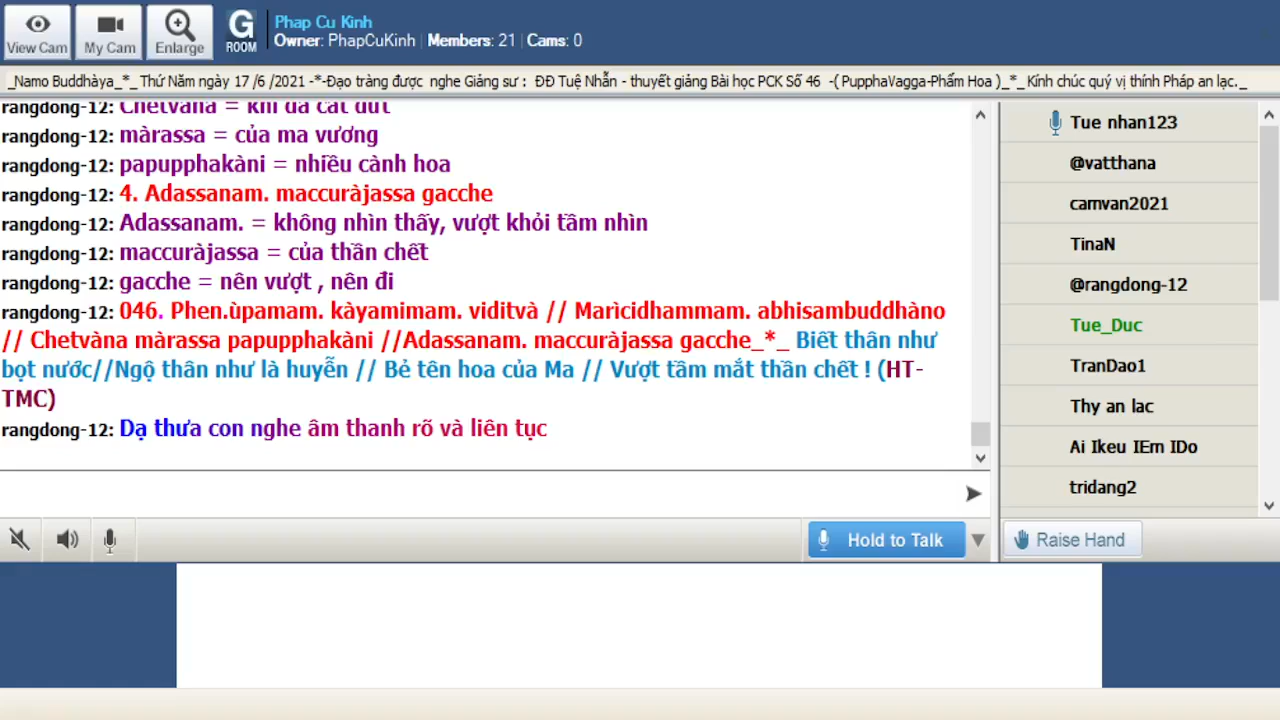 View Cam
My Cam
Enlarge
G
ROOM
Phap Cu Kinh
Owner: PhapCuKinh | Members: 21 | Cams: 0
_Namo Buddhàya_*_ Thứ Năm ngày 17 /6 /2021 -*-Đạo tràng được nghe Giảng sư : ĐĐ Tuệ Nhẫn - thuyết giảng Bài học PCK Số 46 -( PupphaVagga-Phẩm Hoa )_*_ Kính chúc quý vị thính Pháp an lạc._
rangdong-12: Chetvàna = khi đã cắt đứt
rangdong-12: màrassa = của ma vương
rangdong-12: papupphakàni = nhiều cành hoa
rangdong-12: 4. Adassanam. maccuràjassa gacche
rangdong-12: Adassanam. = không nhìn thấy, vượt khỏi tầm nhìn
rangdong-12: maccuràjassa = của thần chết
rangdong-12: gacche = nên vượt , nên đi
rangdong-12: 046. Phen.ùpamam. kàyamimam. viditvà // Marìcidhammam. abhisambuddhàno
// Chetvàna màrassa papupphakàni //Adassanam. maccuràjassa gacche_*_ Biết thân như
bọt nước//Ngộ thân như là huyễn // Bẻ tên hoa của Ma // Vượt tầm mắt thần chết ! (HT-
TMC)
rangdong-12: Dạ thưa con nghe âm thanh rõ và liên tục
Tue nhan123
@vatthana
camvan2021
TinaN
@rangdong-12
Tue_Duc
TranDao1
Thy an lac
Ai Ikeu IEm IDo
tridang2
Hold to Talk
Raise Hand